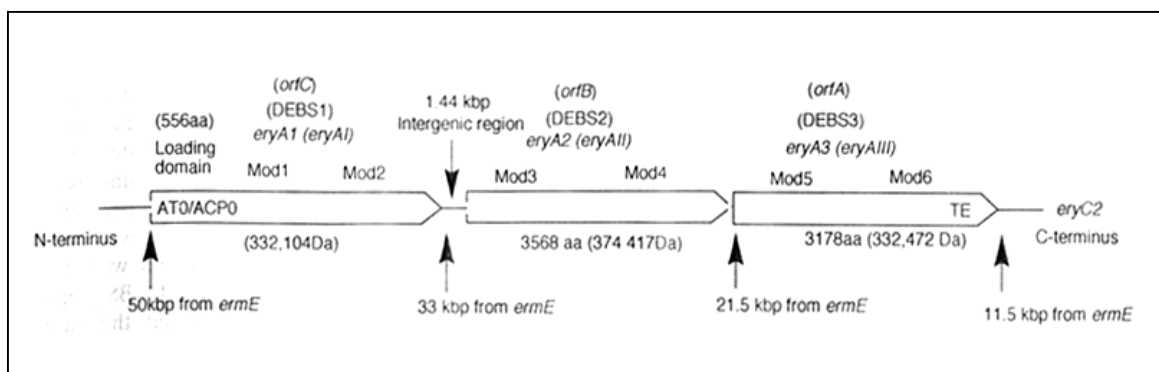 (orfC)
(DEBS1)
eryA1 (eryAI)
(556aa)
Loading
domain
Mod1
Mod2
1.44 kbp
Intergenic region
(orfB)
(DEBS2)
eryA2 (eryAII)
Mod3
Mod4
(orfA)
(DEBS3)
eryA3 (eryAIII)
Mod5
Mod6
AT0/ACP0
TE
eryC2
N-terminus
(332,104Da)
3568 aa (374 417Da)
3178aa (332,472 Da)
C-terminus
50kbp from ermE
33 kbp from ermE
21.5 kbp from ermE
11.5 kbp from ermE